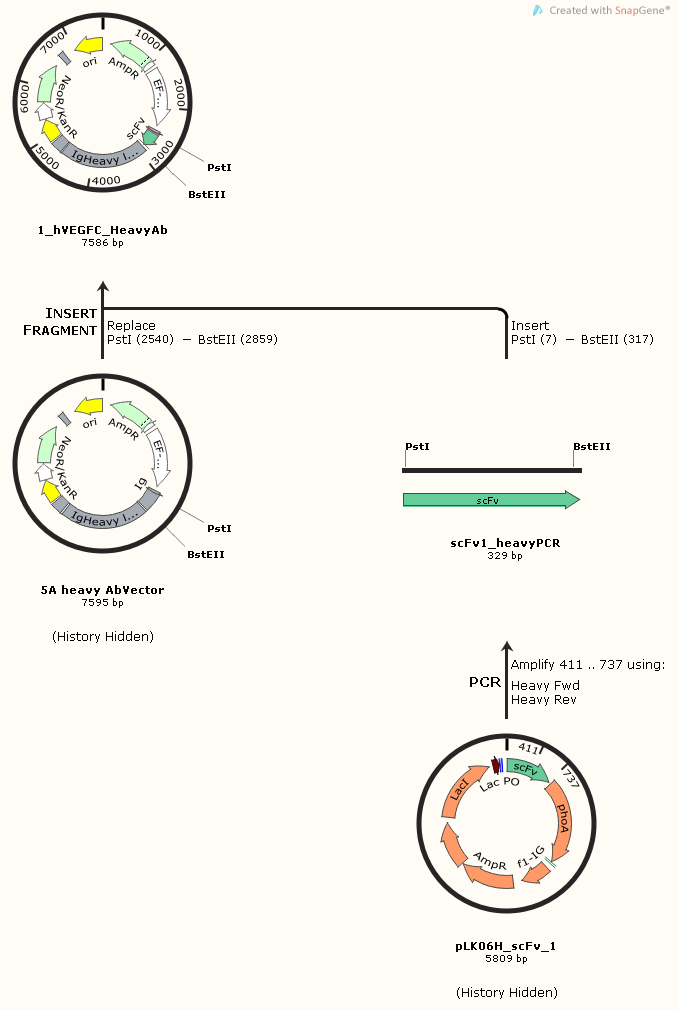 Created with SnapGene®
7000
1000
2000
3000
4000
5000
6000
ori
AmpR
EF-...
scFv
IgHeavy l...
NeoR/KanR
PstI
BstEII
1_hVEGFC_HeavyAb
7586 bp
INSERT
FRAGMENT
Replace
PstI (2540) – BstEII (2859)
Insert
PstI (7) – BstEII (317)
ori
AmpR
EF-...
Ig
IgHeavy l...
NeoR/KanR
PstI
BstEII
5A heavy AbVector
7595 bp
(History Hidden)
PstI
BstEII
scFv
scFv1_heavyPCR
329 bp
PCR
Amplify 411 .. 737 using:
Heavy Fwd
Heavy Rev
411
737
scFv
Lac PO
LacI
phoA
f1-IG
AmpR
pLK06H_scFv_1
5809 bp
(History Hidden)